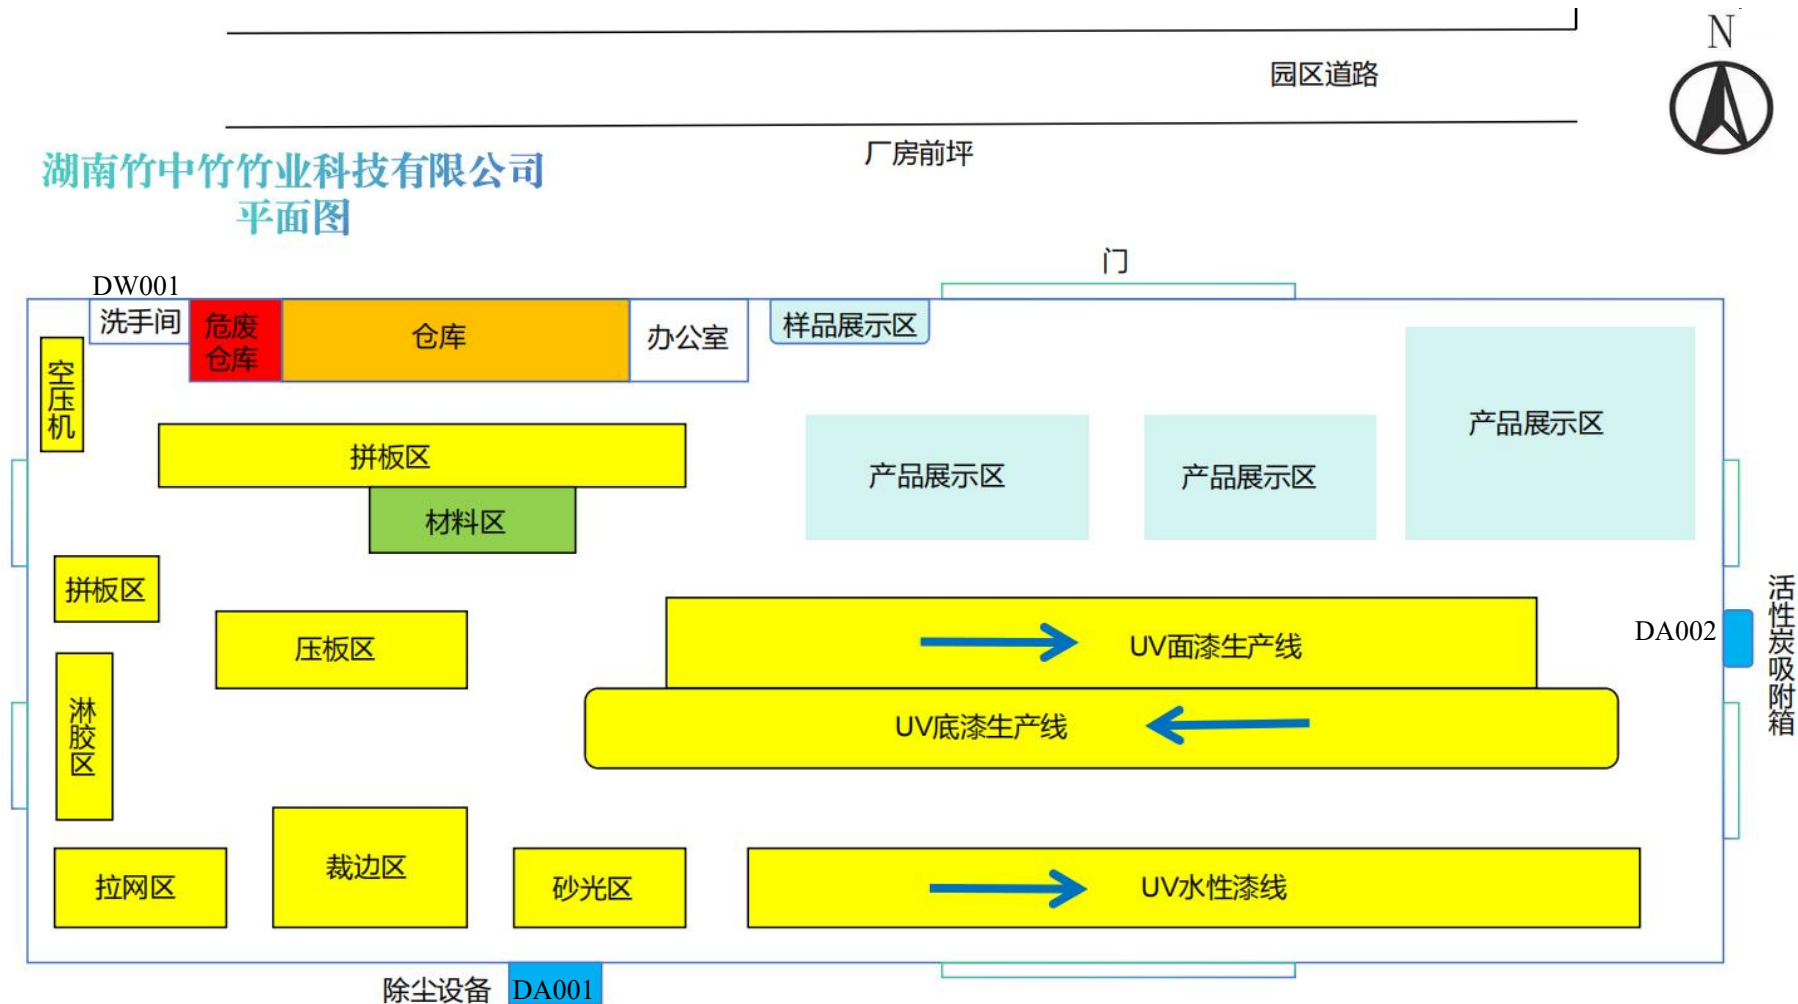 N
园区道路
厂房前坪
湖南竹中竹竹业科技有限公司
平面图
门
DW001
洗手间
危废
仓库
仓库
办公室
样品展示区
空压机
拼板区
材料区
产品展示区
产品展示区
产品展示区
拼板区
压板区
淋胶区
UV面漆生产线
UV底漆生产线
DA002
活性炭吸附箱
拉网区
裁边区
砂光区
UV水性漆线
除尘设备
DA001